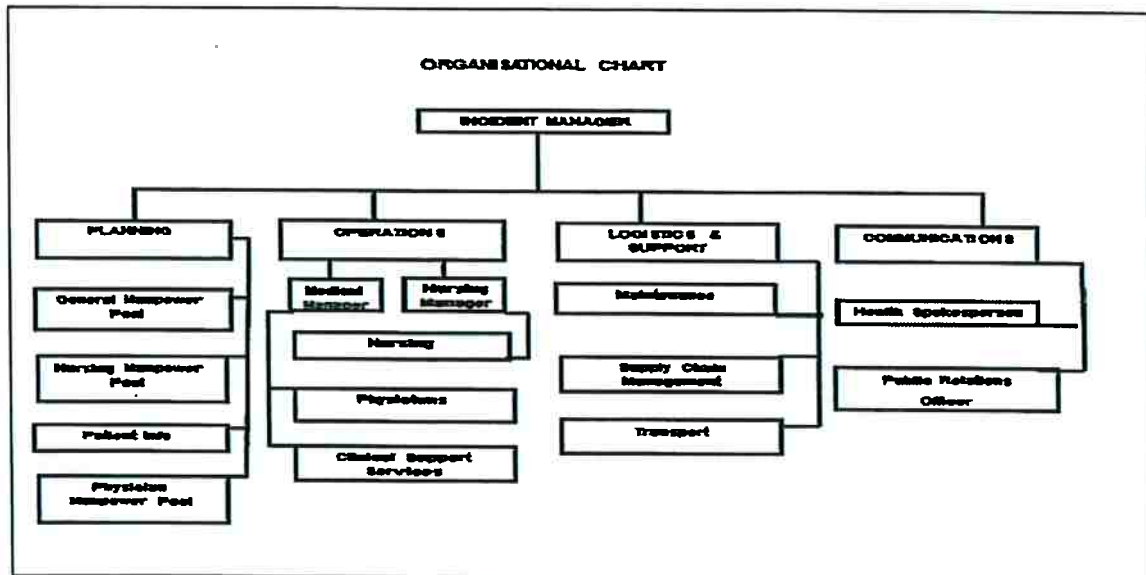 ORGANISATIONAL CHART
INCIDENT MANAGER
PLANNING
General Manpower
Pool
Nursing Manpower
Pool
Patient Info
Physician
Manpower Pool
OPERATIONS
Medical
Manager
Nursing
Manager
Nursing
Physicians
Clinical Support
Services
LOGISTICS &
SUPPORT
Maintenance
Supply Chain
Management
Transport
COMMUNICATIONS
Health Spokesperson
Public Relations
Officer